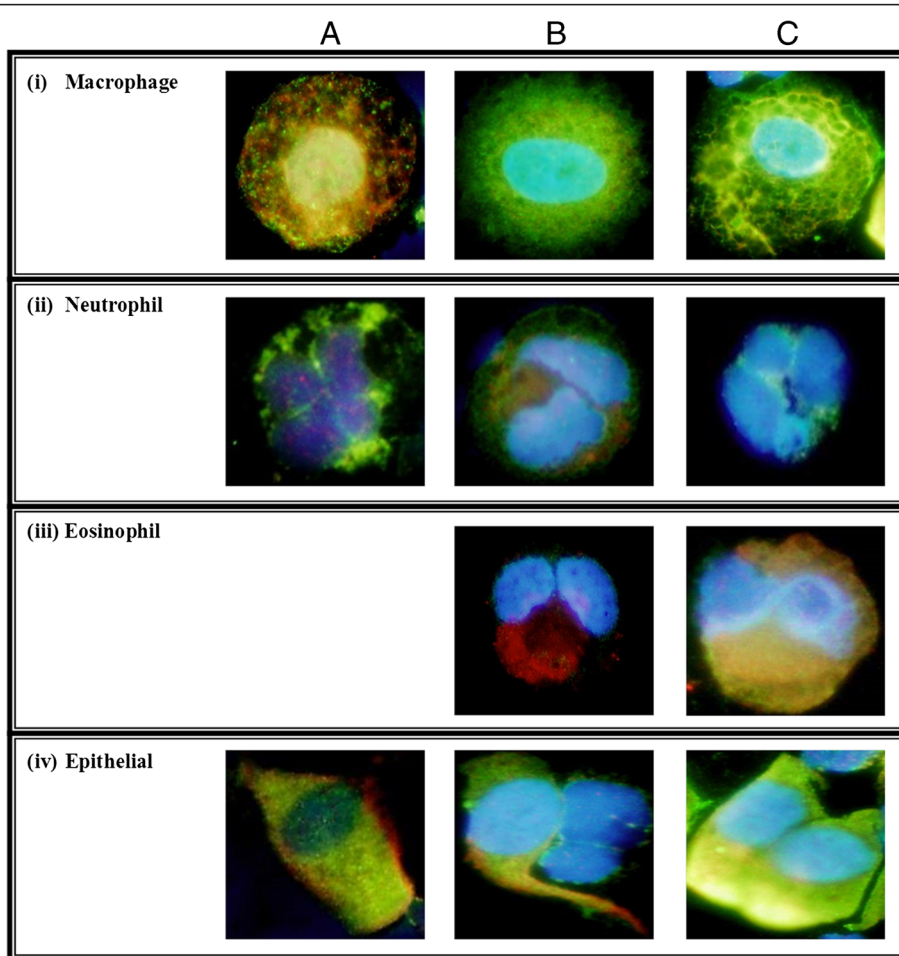 A B C
(i) Macrophage
(ii) Neutrophil
(iii) Eosinophil
(iv) Epithelial